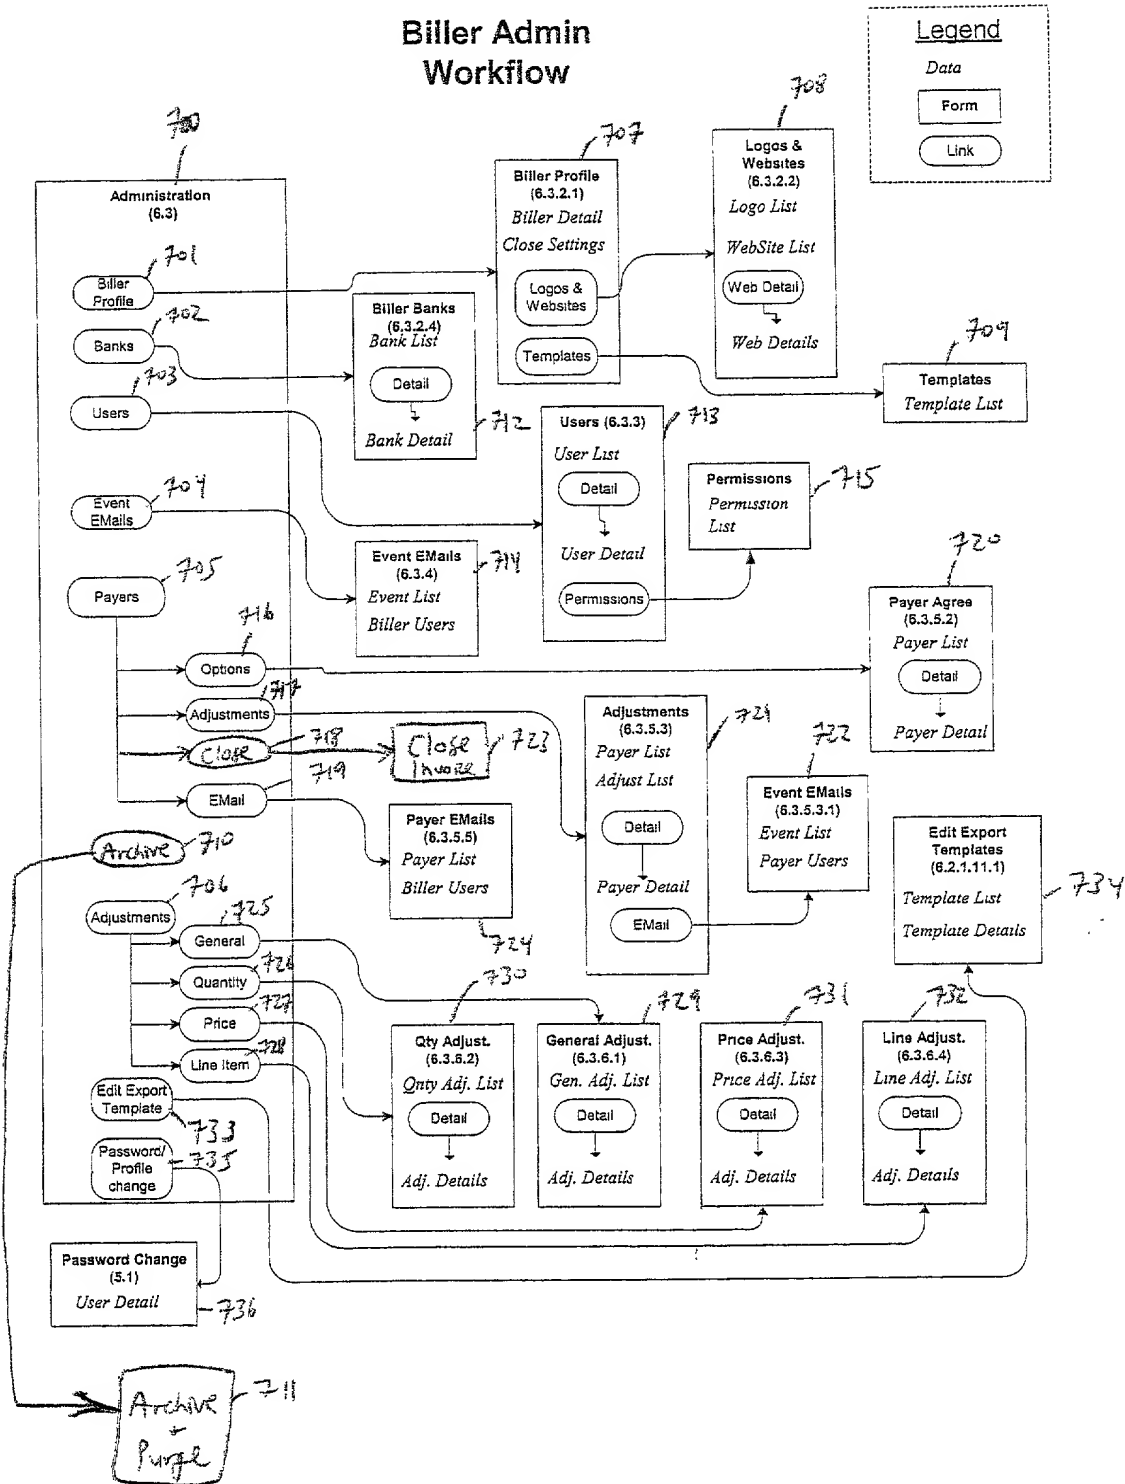 Biller Admin
Workflow
Legend
Data
Form
Link
700
Administration
(6.3)
701
Biller
Profile
702
Banks
703
Users
704
Event
EMails
705
Payers
716
Options
717
Adjustments
718
Close
719
EMail
710
Archive
706
Adjustments
725
General
726
Quantity
727
Price
728
Line Item
Edit Export
Template
733
Password/
Profile
change
735
707
Biller Profile
(6.3.2.1)
Biller Detail
Close Settings
Logos &
Websites
Templates
708
Logos &
Websites
(6.3.2.2)
Logo List
WebSite List
Web Detail
Web Details
709
Templates
Template List
Biller Banks
(6.3.2.4)
Bank List
Detail
Bank Detail
712
713
Users (6.3.3)
User List
Detail
User Detail
Permissions
715
Permissions
Permission
List
714
Event EMails
(6.3.4)
Event List
Biller Users
720
Payer Agree
(6.3.5.2)
Payer List
Detail
Payer Detail
723
Close
Invoice
721
Adjustments
(6.3.5.3)
Payer List
Adjust List
Detail
Payer Detail
EMail
722
Event EMails
(6.3.5.3.1)
Event List
Payer Users
Payer EMails
(6.3.5.5)
Payer List
Biller Users
724
Edit Export
Templates
(6.2.1.11.1)
Template List
Template Details
734
730
Qty Adjust.
(6.3.6.2)
Qnty Adj. List
Detail
Adj. Details
729
General Adjust.
(6.3.6.1)
Gen. Adj. List
Detail
Adj. Details
731
Price Adjust.
(6.3.6.3)
Price Adj. List
Detail
Adj. Details
732
Line Adjust.
(6.3.6.4)
Line Adj. List
Detail
Adj. Details
Password Change
(5.1)
User Detail
736
711
Archive
+
Purge